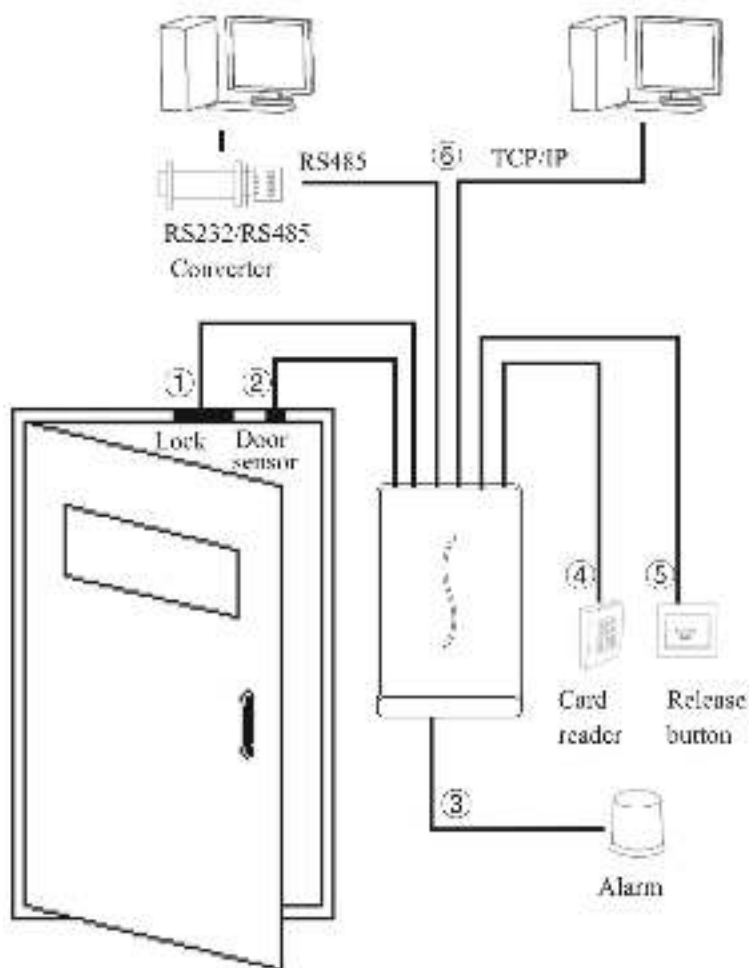 RS485
⑥
TCP/IP
RS232/RS485
Converter
①
②
Lock
Door
sensor
④
⑤
Card
reader
Release
button
③
Alarm